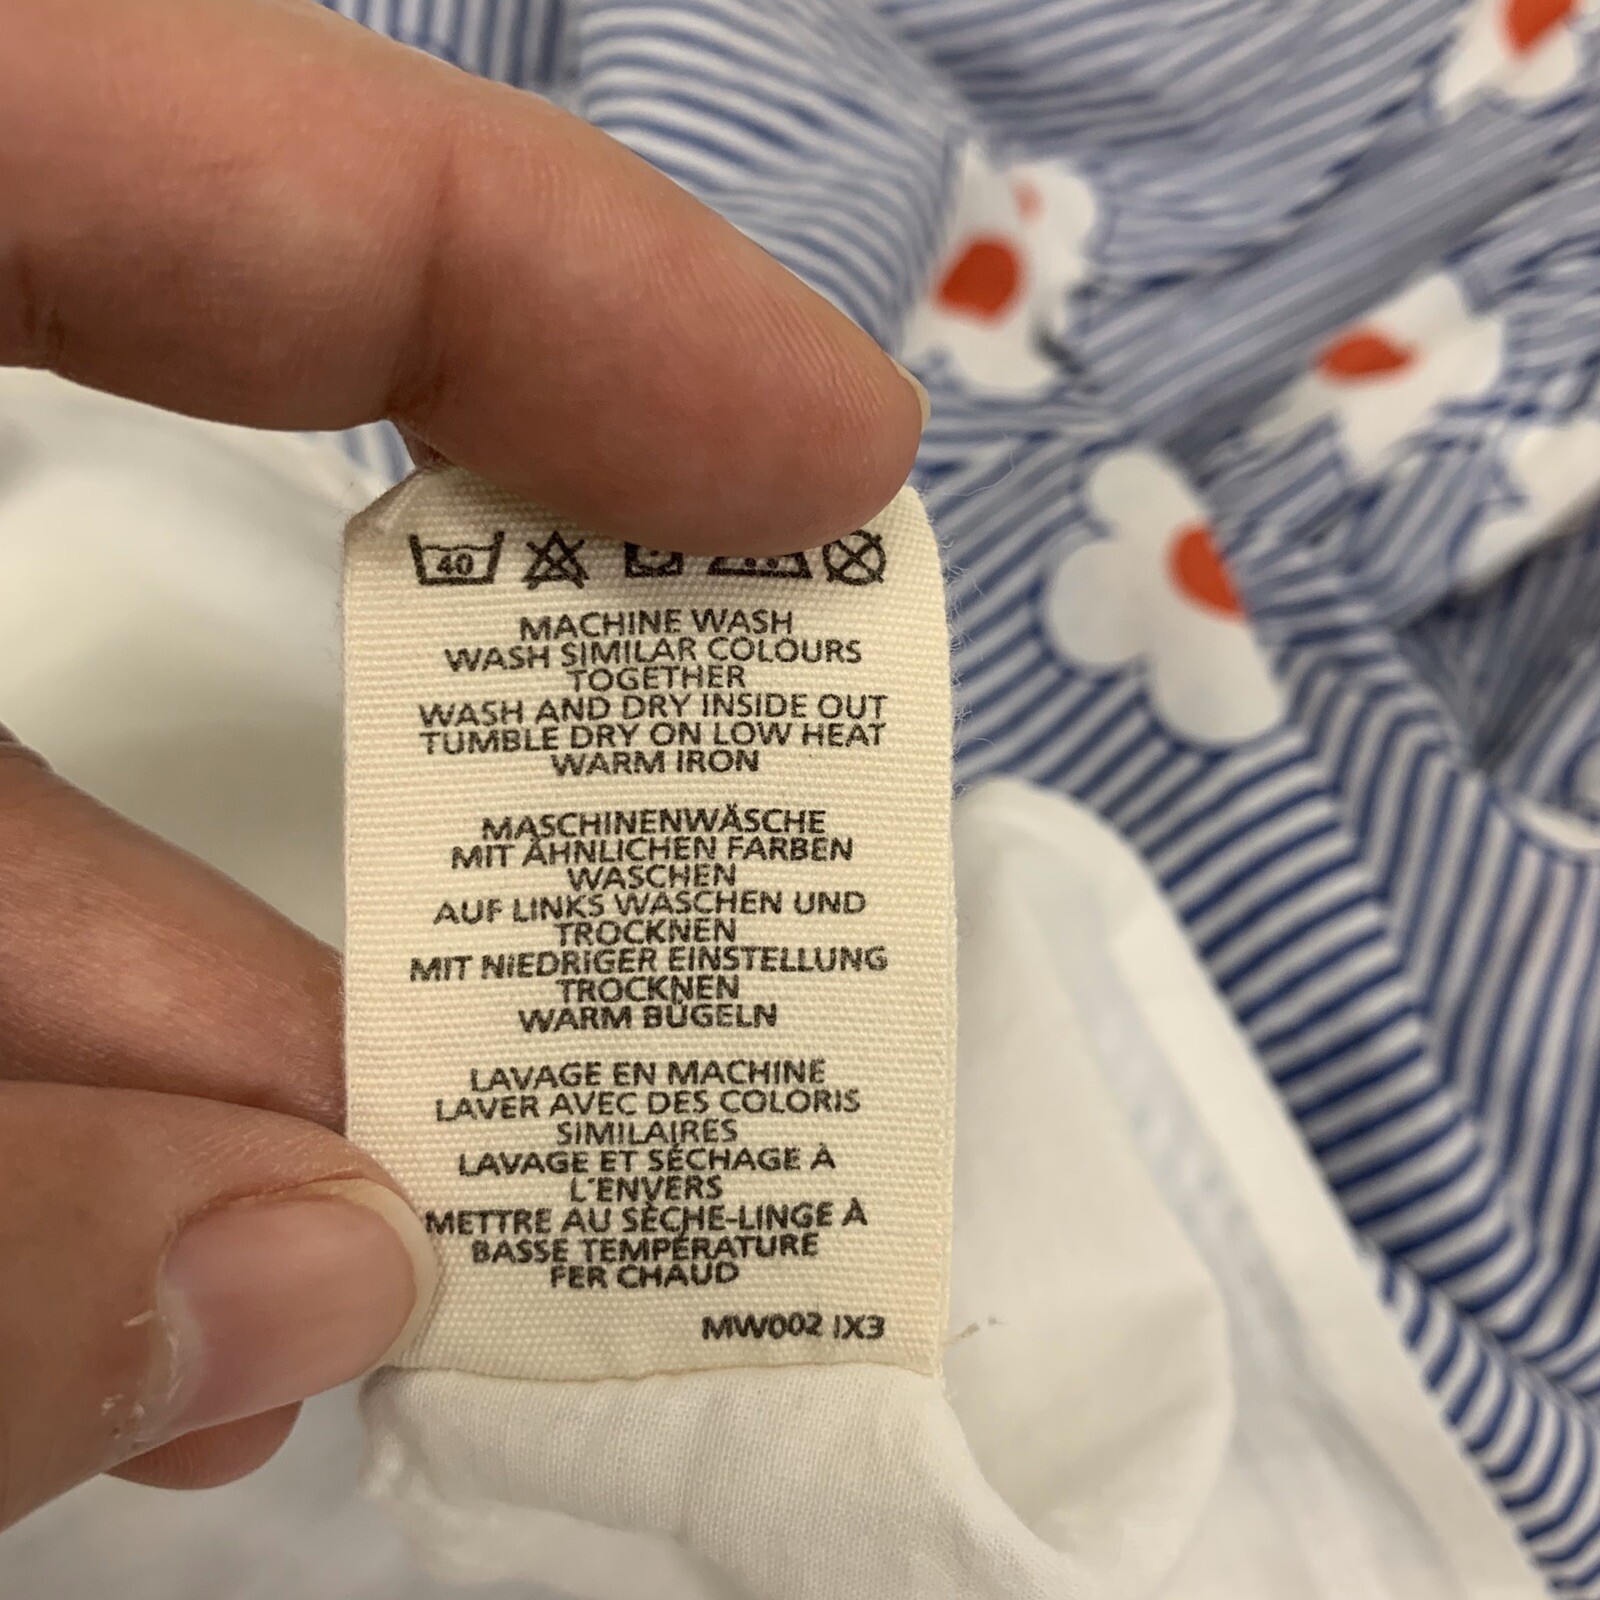 40
MACHINE WASH
WASH SIMILAR COLOURS
TOGETHER
WASH AND DRY INSIDE OUT
TUMBLE DRY ON LOW HEAT
WARM IRON
MASCHINENWÄSCHE
MIT ÄHNLICHEN FARBEN
WASCHEN
AUF LINKS WASCHEN UND
TROCKNEN
MIT NIEDRIGER EINSTELLUNG
TROCKNEN
WARM BÜGELN
LAVAGE EN MACHINE
LAVER AVEC DES COLORIS
SIMILAIRES
LAVAGE ET SÉCHAGE À
L'ENVERS
METTRE AU SÈCHE-LINGE À
BASSE TEMPÉRATURE
FER CHAUD
MW002 IX3